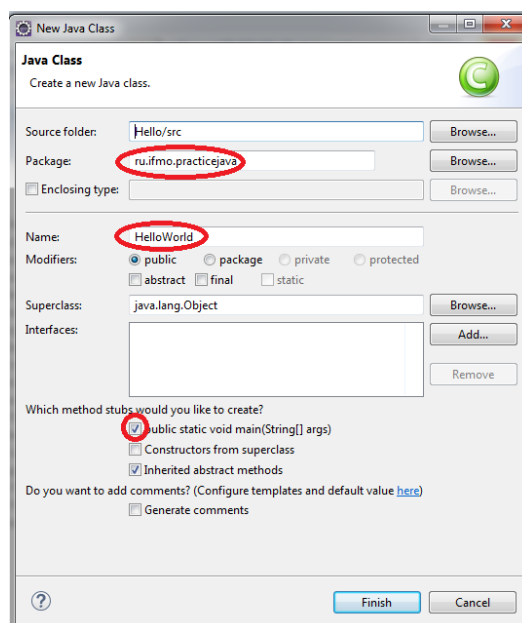 New Java Class
Java Class
Create a new Java class.
C
Source folder: Hello/src Browse...
Package: ru.ifmo.practicejava Browse...
Enclosing type: Browse...
Name: HelloWorld
Modifiers: public package private protected
abstract final static
Superclass: java.lang.Object Browse...
Interfaces: Add...
Remove
Which method stubs would you like to create?
public static void main(String[] args)
Constructors from superclass
Inherited abstract methods
Do you want to add comments? (Configure templates and default value here)
Generate comments
? Finish Cancel